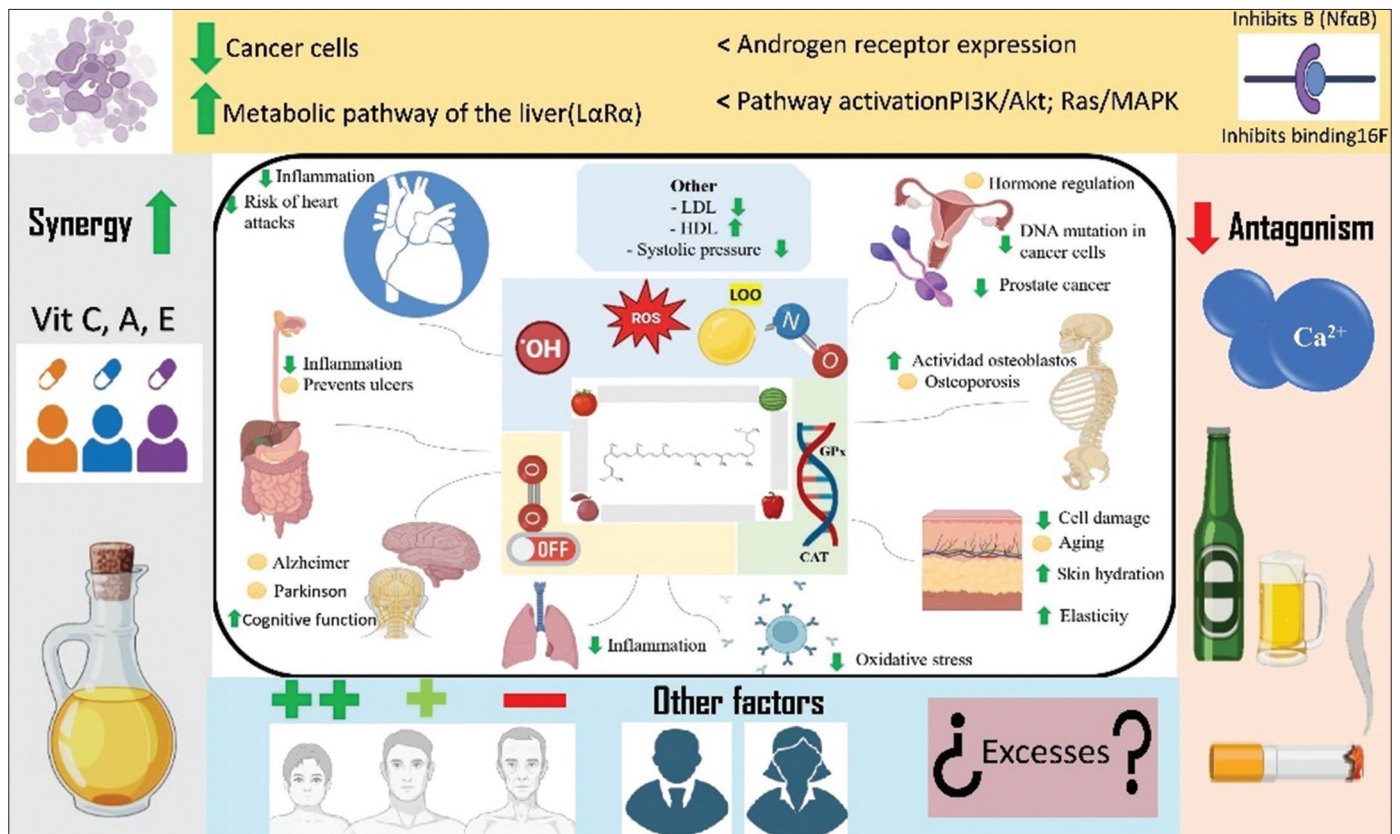 Cancer cells
Metabolic pathway of the liver(LαRα)
< Androgen receptor expression
< Pathway activationPI3K/Akt; Ras/MAPK
Inhibits B (NfαB)
Inhibits binding16F
Synergy
Vit C, A, E
Inflammation
Risk of heart
attacks
Other
- LDL
- HDL
- Systolic pressure
Hormone regulation
DNA mutation in
cancer cells
Prostate cancer
Inflammation
Prevents ulcers
•OH
ROS
LOO
N
O
Actividad osteoblastos
Osteoporosis
O
O
OFF
GPx
CAT
Alzheimer
Parkinson
Cognitive function
Inflammation
Oxidative stress
Cell damage
Aging
Skin hydration
Elasticity
Antagonism
Ca²⁺
Other factors
¿Excesses?